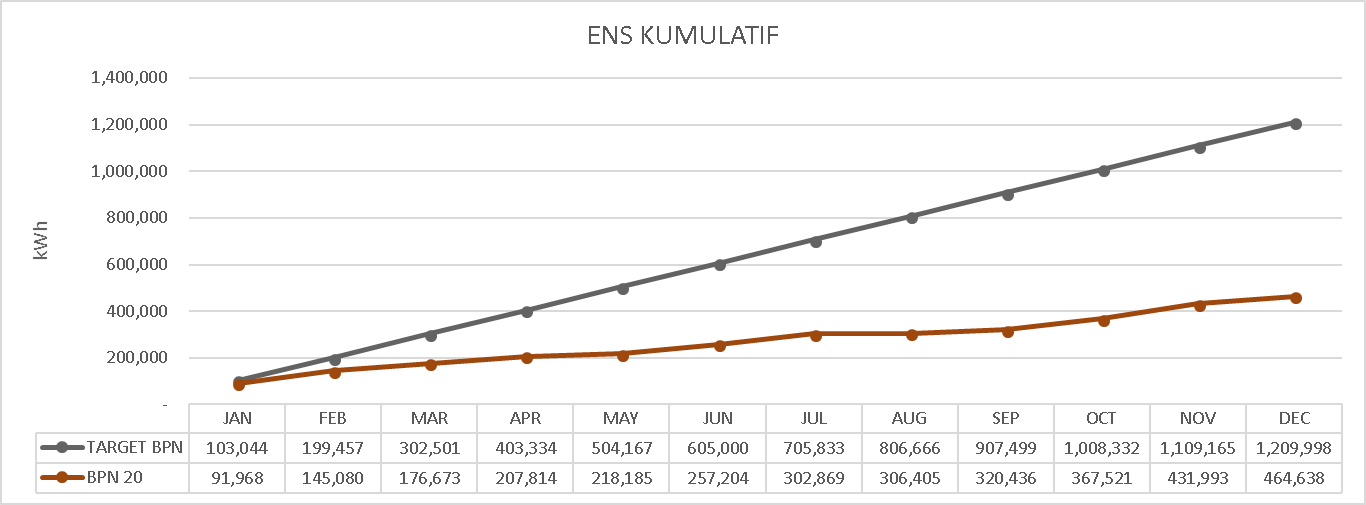 ENS KUMULATIF
1,400,000
1,200,000
1,000,000
800,000
600,000
400,000
200,000
-
kWh
JAN FEB MAR APR MAY JUN JUL AUG SEP OCT NOV DEC
TARGET BPN 103,044 199,457 302,501 403,334 504,167 605,000 705,833 806,666 907,499 1,008,332 1,109,165 1,209,998
BPN 20 91,968 145,080 176,673 207,814 218,185 257,204 302,869 306,405 320,436 367,521 431,993 464,638